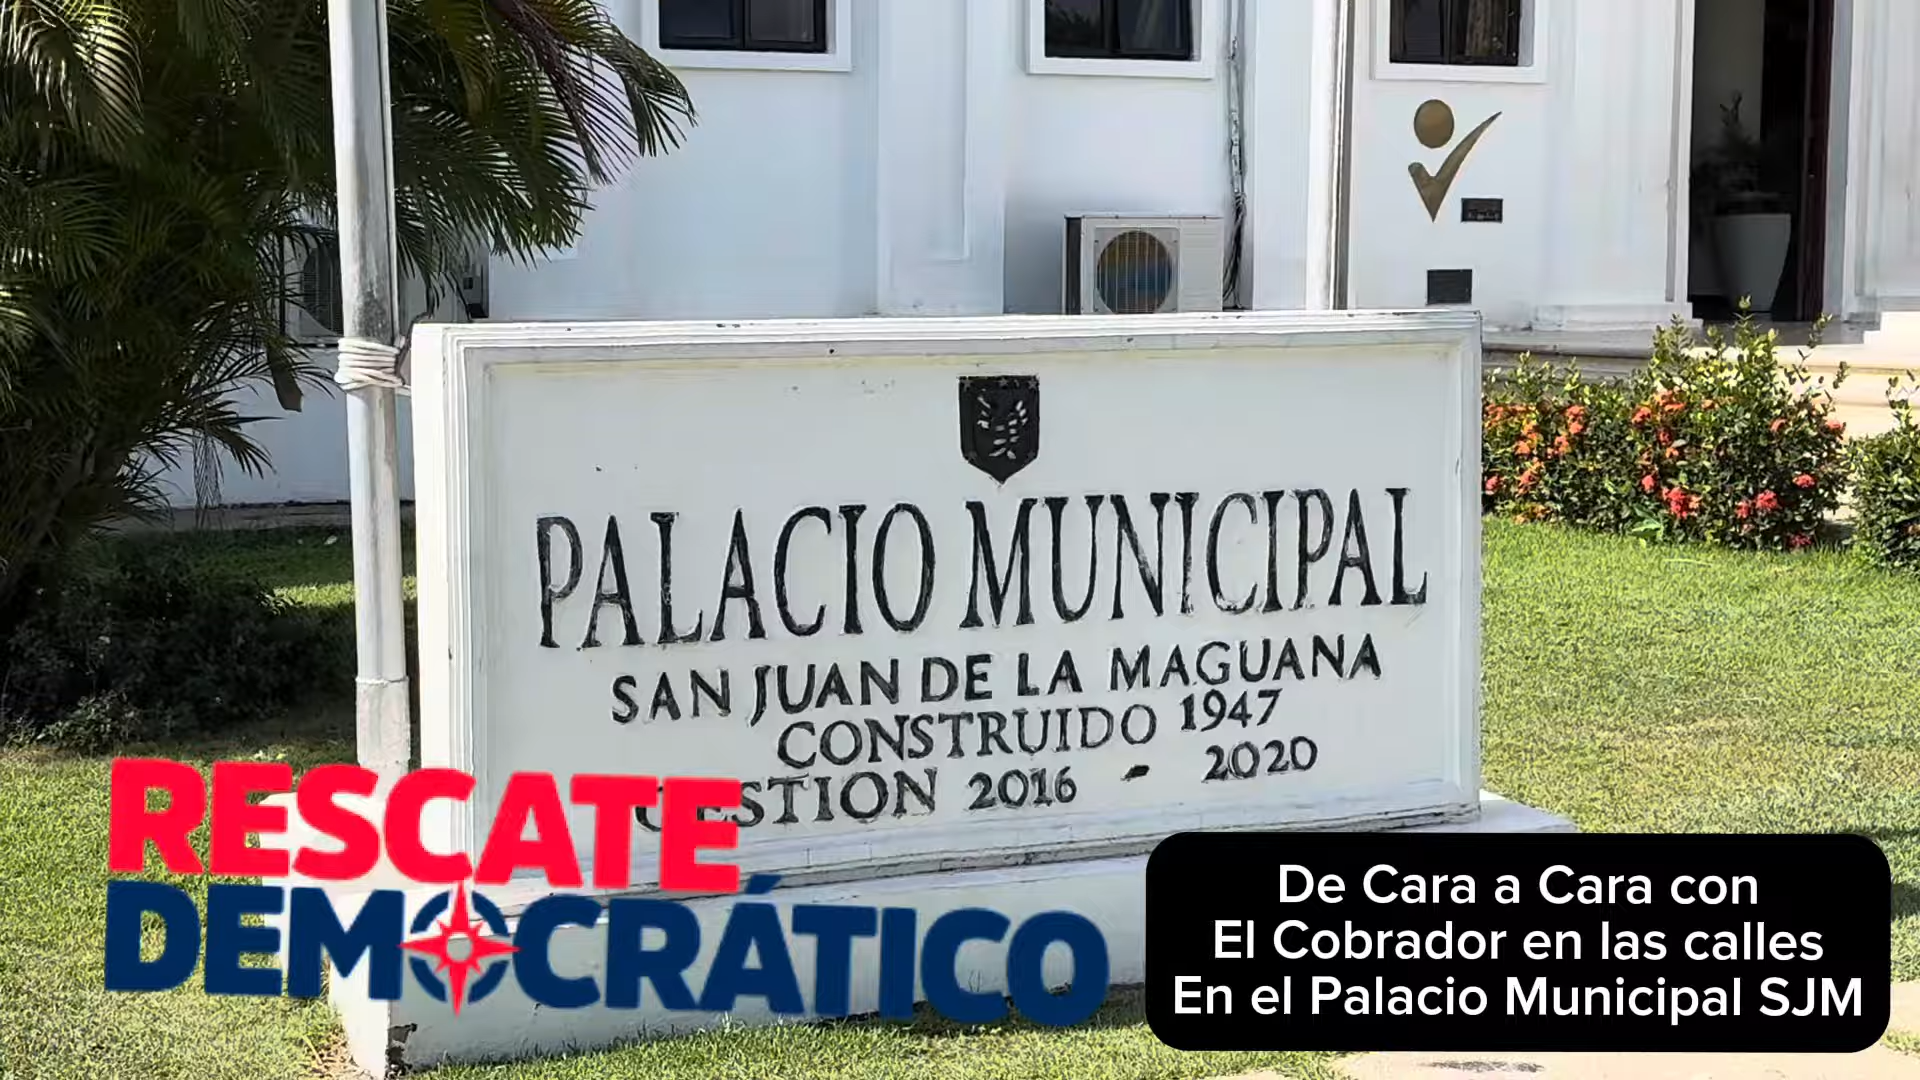 PALACIO MUNICIPAL
SAN JUAN DE LA MAGUANA
CONSTRUIDO 1947
GESTION 2016 - 2020
RESCATE
DEMOCRÁTICO
De Cara a Cara con
El Cobrador en las calles
En el Palacio Municipal SJM